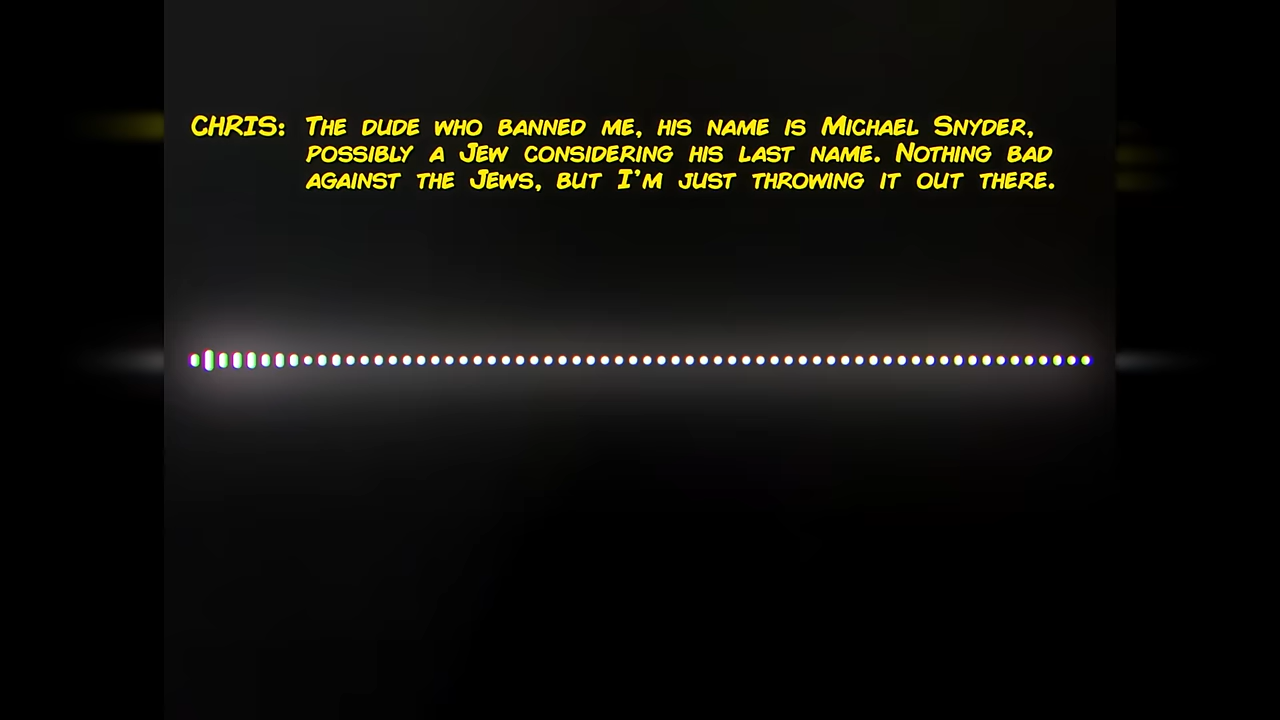 CHRIS: The dude who banned me, his name is Michael Snyder,
possibly a Jew considering his last name. Nothing bad
against the Jews, but I'm just throwing it out there.